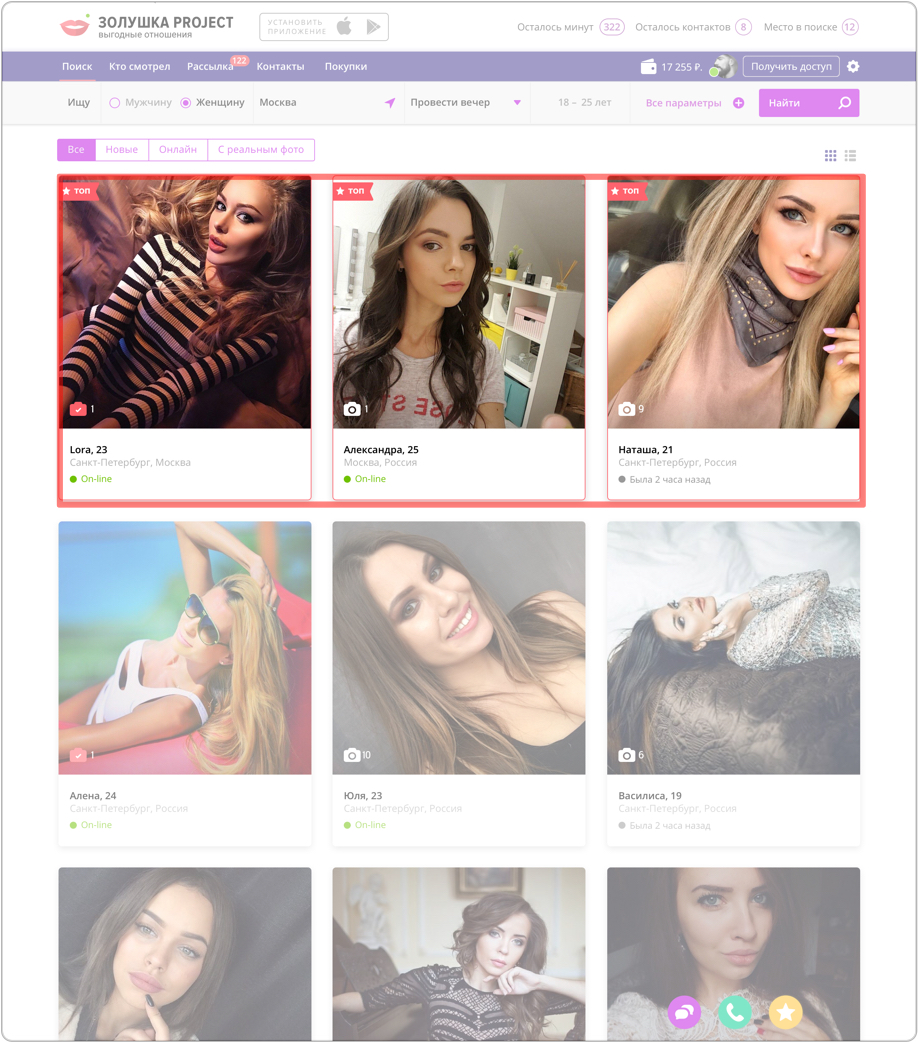 ЗОЛУШКА PROJECT
выгодные отношения
УСТАНОВИТЬ
ПРИЛОЖЕНИЕ
Осталось минут 322
Осталось контактов 8
Место в поиске 12
Поиск
Кто смотрел
Рассылка 122
Контакты
Покупки
17 255 ₽.
Получить доступ
Ищу
Мужчину
Женщину
Москва
Провести вечер
18 – 25 лет
Все параметры
Найти
Все
Новые
Онлайн
С реальным фото
ТОП
ТОП
ТОП
1
1
9
Lora, 23
Санкт-Петербург, Москва
On-line
Александра, 25
Москва, Россия
On-line
Наташа, 21
Санкт-Петербург, Россия
Была 2 часа назад
1
10
6
Алена, 24
Санкт-Петербург, Россия
On-line
Юля, 23
Санкт-Петербург, Россия
On-line
Василиса, 19
Санкт-Петербург, Россия
Была 2 часа назад